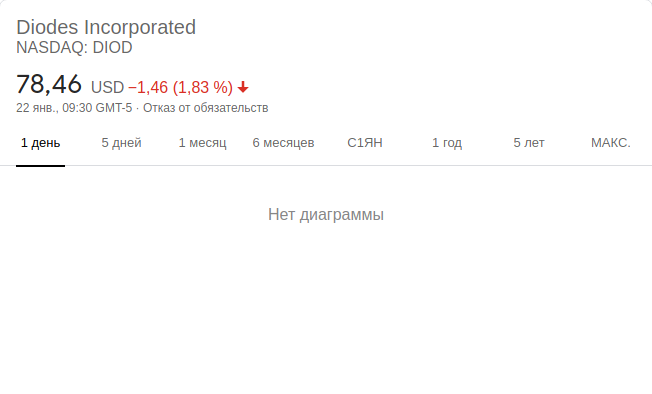 Diodes Incorporated
NASDAQ: DIOD
78,46 USD −1,46 (1,83 %)
22 янв., 09:30 GMT-5 · Отказ от обязательств
1 день 5 дней 1 месяц 6 месяцев С1ЯН 1 год 5 лет МАКС.
Нет диаграммы